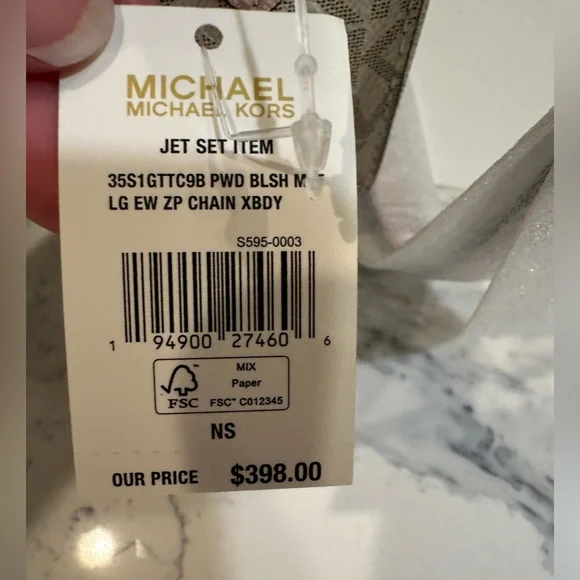 MICHAEL
MICHAEL KORS
JET SET ITEM
35S1GTTC9B PWD BLSH
LG EW ZP CHAIN XBDY
S595-0003
1 94900 27460 6
MIX
Paper
FSC™ C012345
FSC
NS
OUR PRICE $398.00